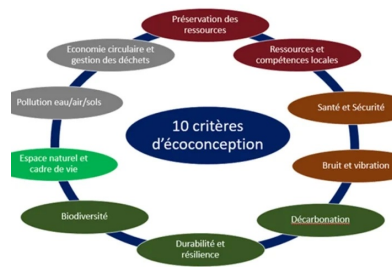 Préservation des
ressources
Economie circulaire et
gestion des déchets
Ressources et
compétences locales
Pollution eau/air/sols
Santé et Sécurité
10 critères
d'écoconception
Espace naturel et
cadre de vie
Bruit et vibration
Biodiversité
Décarbonation
Durabilité et
résilience